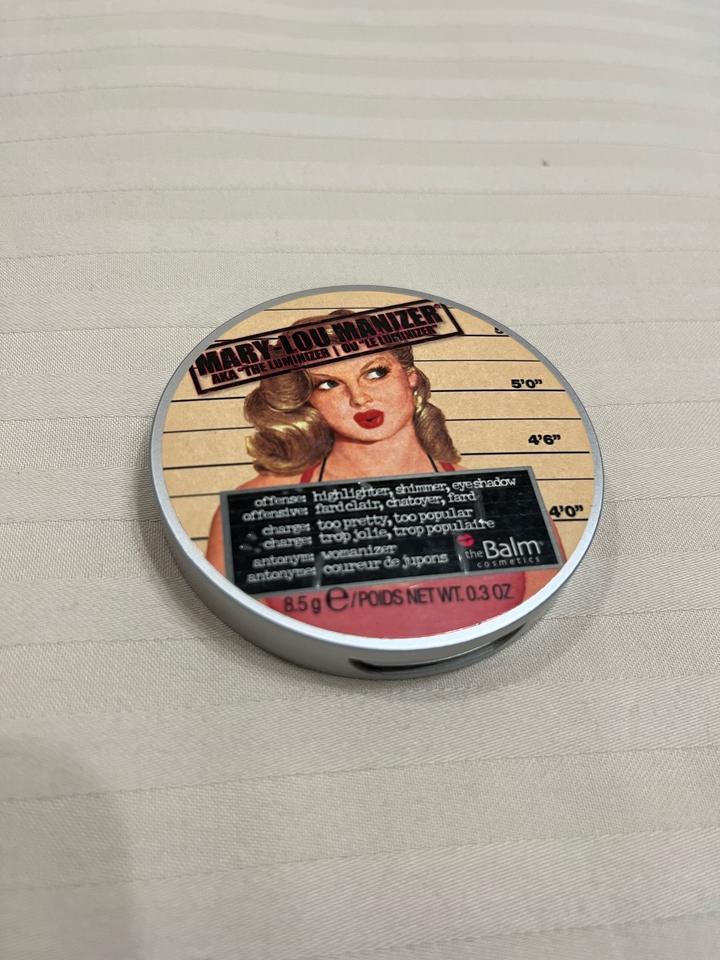 MARY-LOU MANIZER®
AKA "THE LUMINIZER | OU "LE LUMINIZER"
5'0"
4'6"
4'0"
offense: highlighter, shimmer, eyeshadow
offensive: fard clair, chatoyer, fard
charge: too pretty, too popular
charge: trop jolie, trop populaire
antonym: womanizer
antonyme: coureur de jupons
the Balm®
cosmetics
8.5 g e/POIDS NET WT. 0.3 OZ.